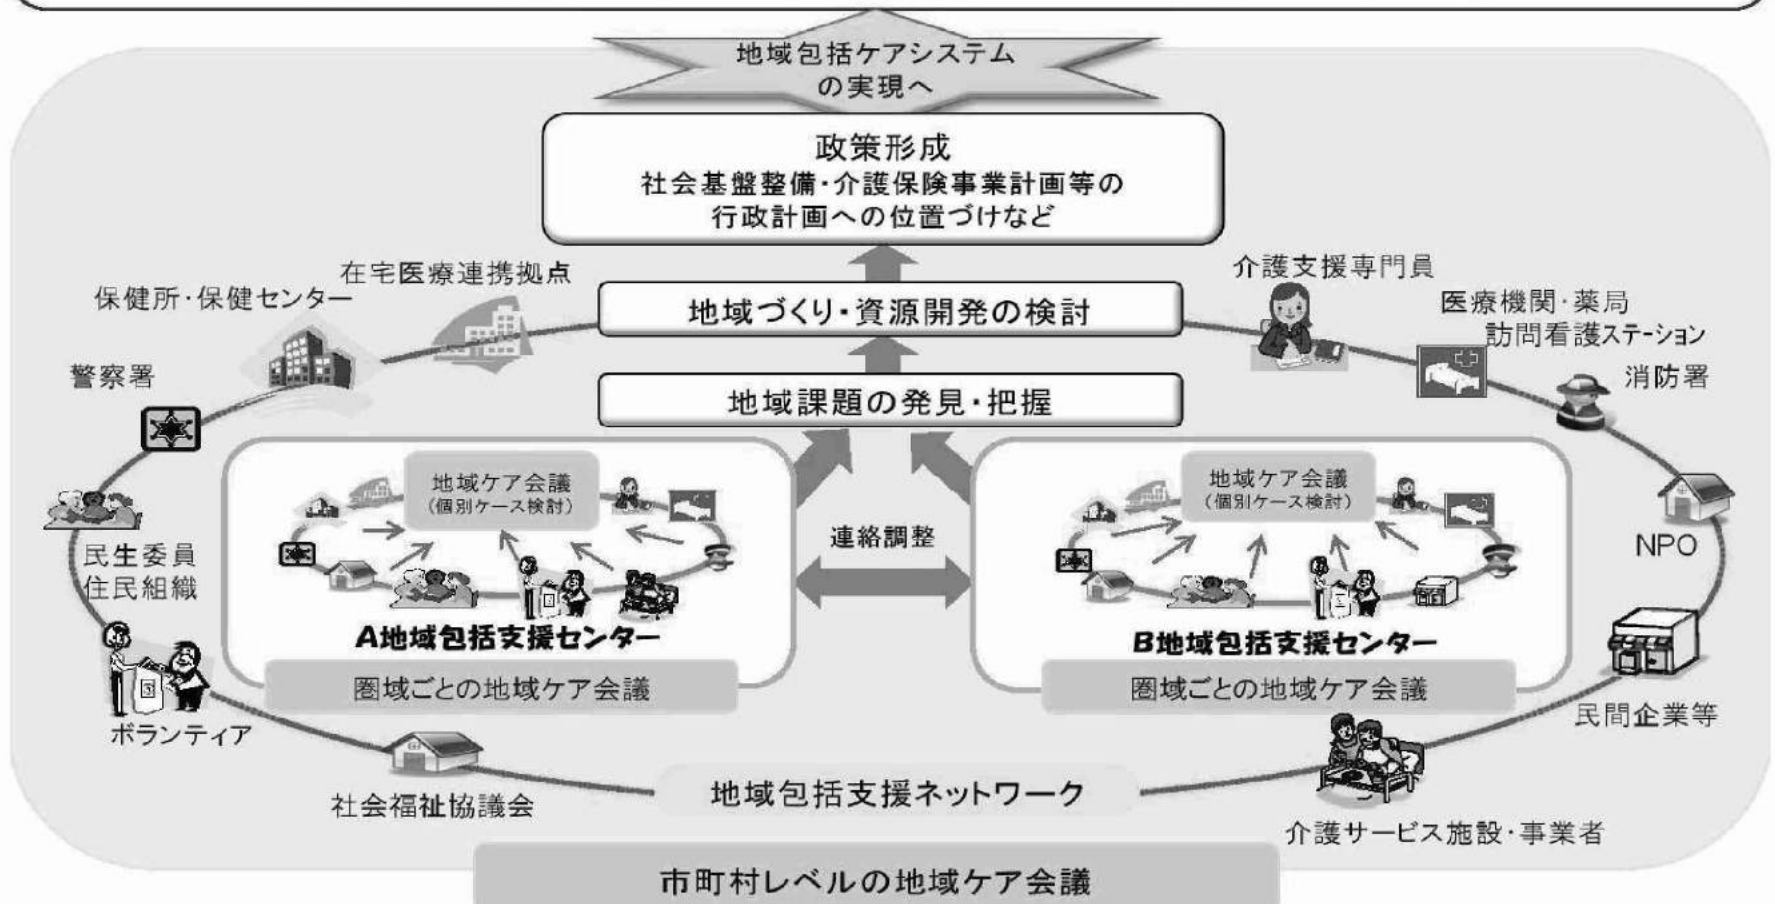 地域包括ケアシステム
の実現へ
政策形成
社会基盤整備・介護保険事業計画等の
行政計画への位置づけなど
在宅医療連携拠点
保健所・保健センター
警察署
民生委員
住民組織
ボランティア
社会福祉協議会
地域づくり・資源開発の検討
地域課題の発見・把握
介護支援専門員
医療機関・薬局
訪問看護ステーション
消防署
NPO
民間企業等
介護サービス施設・事業者
地域ケア会議
(個別ケース検討)
A地域包括支援センター
圏域ごとの地域ケア会議
連絡調整
地域ケア会議
(個別ケース検討)
B地域包括支援センター
圏域ごとの地域ケア会議
地域包括支援ネットワーク
市町村レベルの地域ケア会議